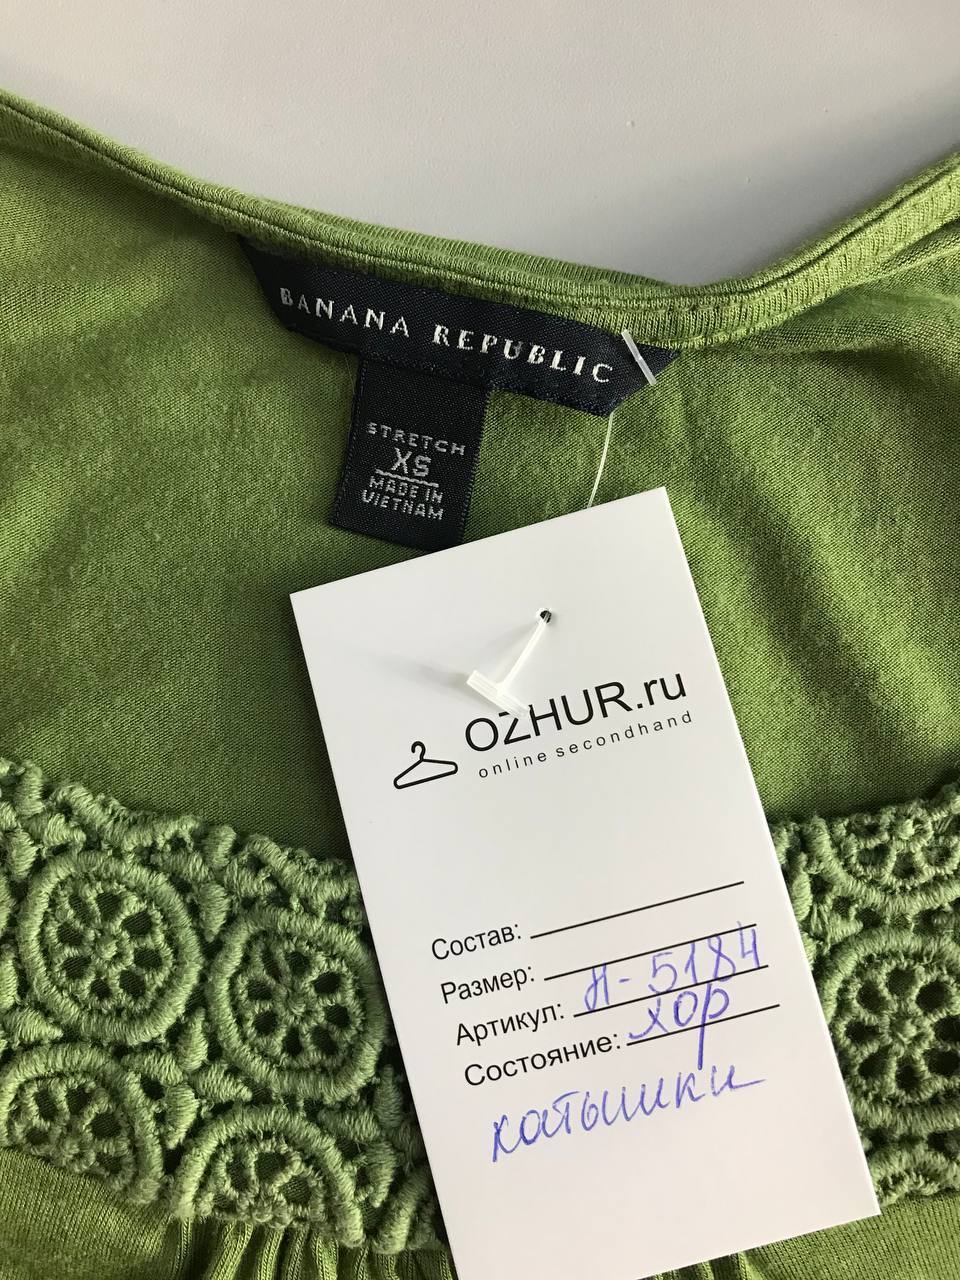 BANANA REPUBLIC
STRETCH
XS
MADE IN
VIETNAM
OZHUR.ru
online secondhand
Состав:
Размер:
Артикул: Н-5184
Состояние: хор
катышки